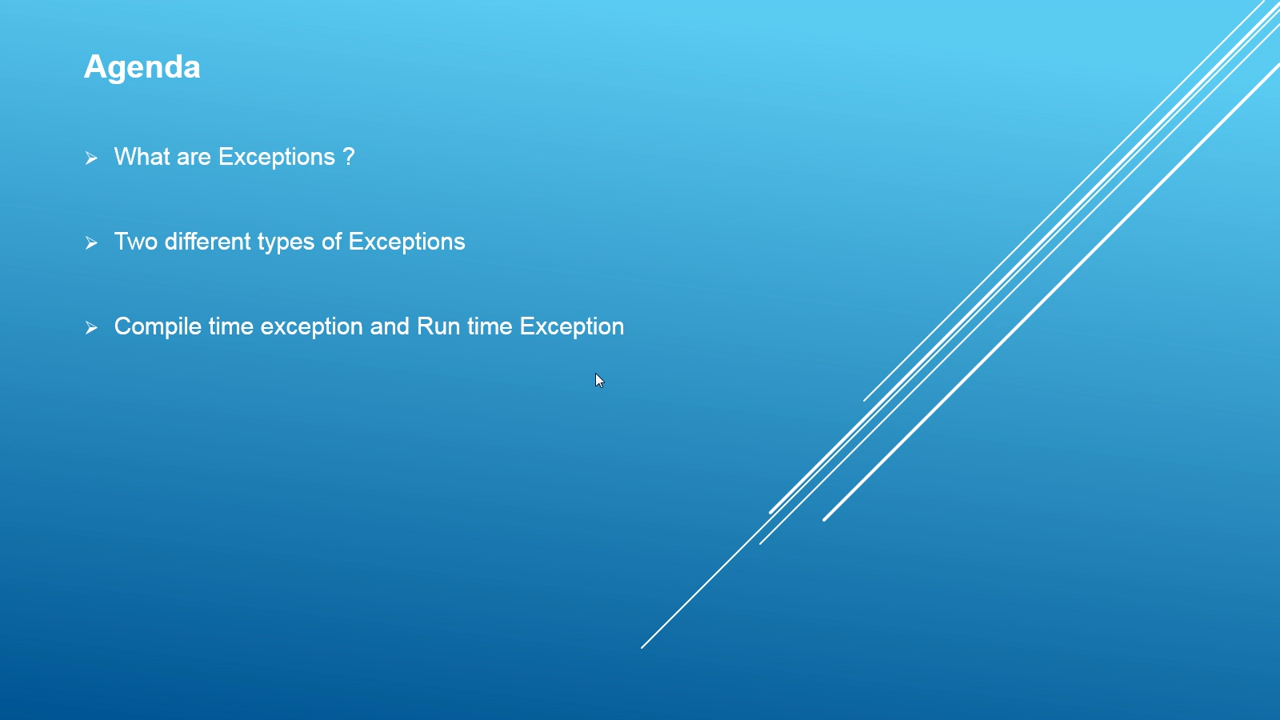 Agenda
What are Exceptions ?
Two different types of Exceptions
Compile time exception and Run time Exception